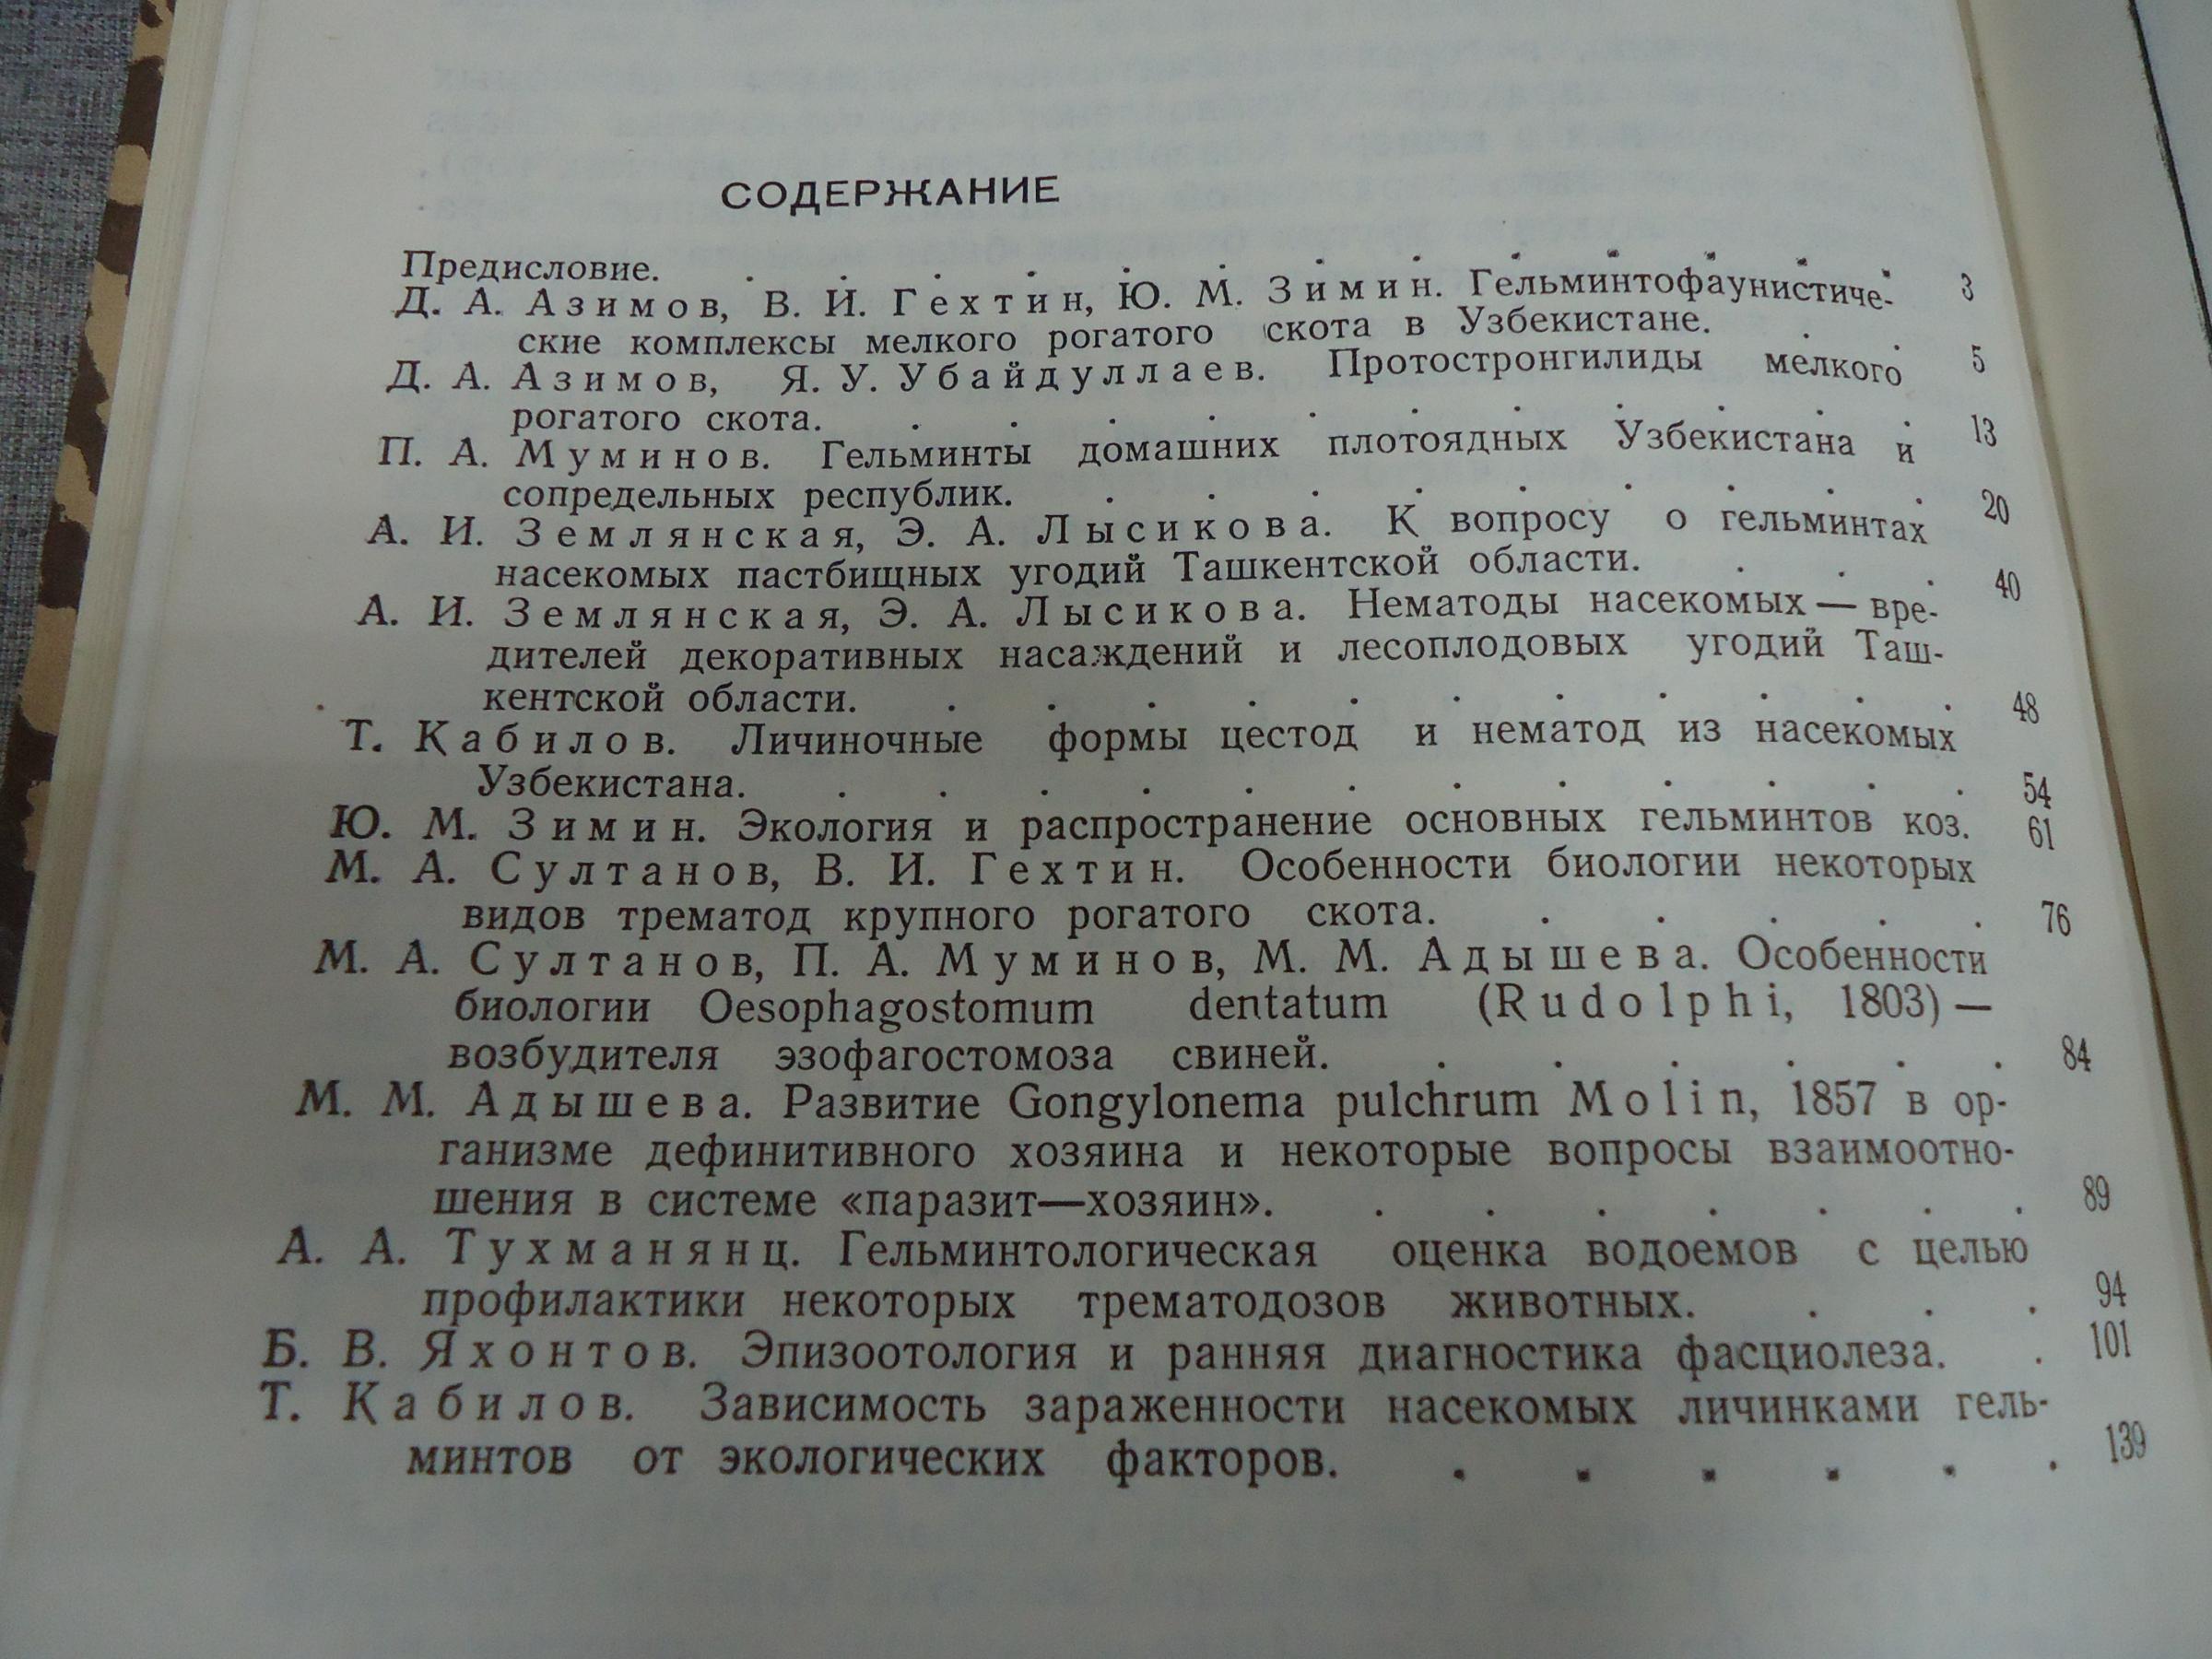 СОДЕРЖАНИЕ
Предисловие. . . . . . . . . . . . . . 3
Д. А. Азимов, В. И. Гехтин, Ю. М. Зимин. Гельминтофаунистиче-
ские комплексы мелкого рогатого скота в Узбекистане. . . 5
Д. А. Азимов, Я. У. Убайдуллаев. Протостронгилиды мелкого
рогатого скота. . . . . . . . . . . . 13
П. А. Муминов. Гельминты домашних плотоядных Узбекистана и
сопредельных республик. . . . . . . . . . 20
А. И. Землянская, Э. А. Лысикова. К вопросу о гельминтах
насекомых пастбищных угодий Ташкентской области. . . . 40
А. И. Землянская, Э. А. Лысикова. Нематоды насекомых — вре-
дителей декоративных насаждений и лесоплодовых угодий Таш-
кентской области. . . . . . . . . . . . 48
Т. Кабилов. Личиночные формы цестод и нематод из насекомых
Узбекистана. . . . . . . . . . . . . 54
Ю. М. Зимин. Экология и распространение основных гельминтов коз. 61
М. А. Султанов, В. И. Гехтин. Особенности биологии некоторых
видов трематод крупного рогатого скота. . . . . . 76
М. А. Султанов, П. А. Муминов, М. М. Адышева. Особенности
биологии Oesophagostomum dentatum (Rudolphi, 1803) —
возбудителя эзофагостомоза свиней. . . . . . . 84
М. М. Адышева. Развитие Gongylonema pulchrum Molin, 1857 в ор-
ганизме дефинитивного хозяина и некоторые вопросы взаимоотно-
шения в системе «паразит—хозяин». . . . . . . . 89
А. А. Тухманянц. Гельминтологическая оценка водоемов с целью
профилактики некоторых трематодозов животных. . . . 94
Б. В. Яхонтов. Эпизоотология и ранняя диагностика фасциолеза. . 101
Т. Кабилов. Зависимость зараженности насекомых личинками гель-
минтов от экологических факторов. . . . . . . 139